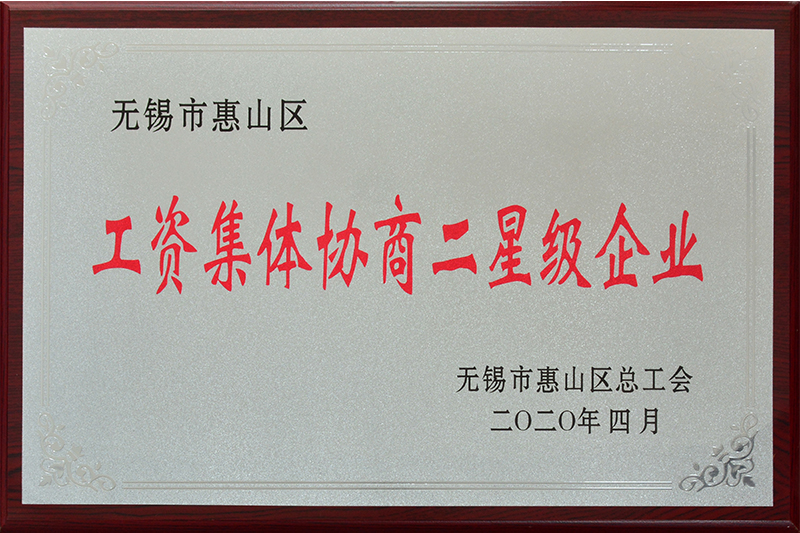 无锡市惠山区
工资集体协商二星级企业
无锡市惠山区总工会
二〇二〇年四月